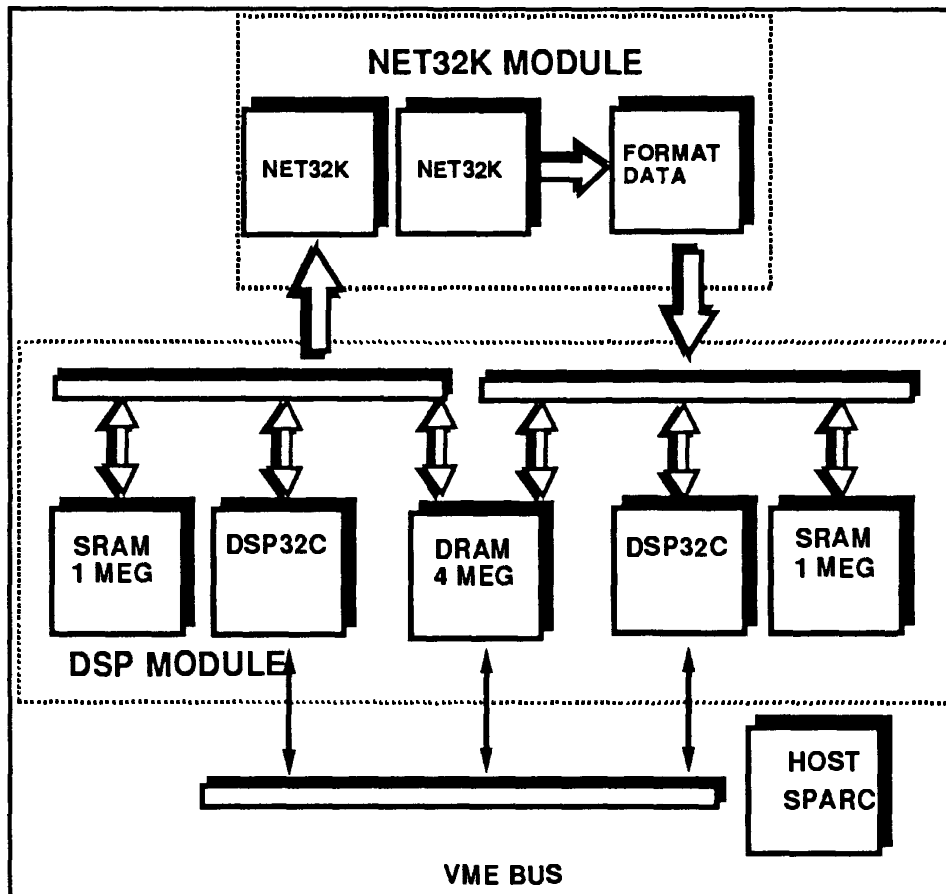 NET32K MODULE
NET32K
NET32K
FORMAT
DATA
SRAM
1 MEG
DSP32C
DRAM
4 MEG
DSP32C
SRAM
1 MEG
DSP MODULE
HOST
SPARC
VME BUS